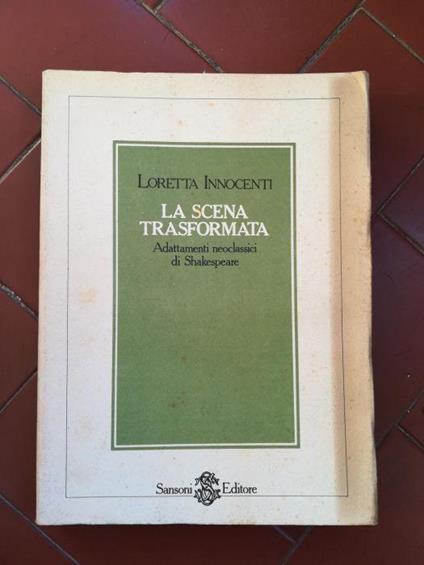 LORETTA INNOCENTI
LA SCENA
TRASFORMATA
Adattamenti neoclassici
di Shakespeare
Sansoni Editore